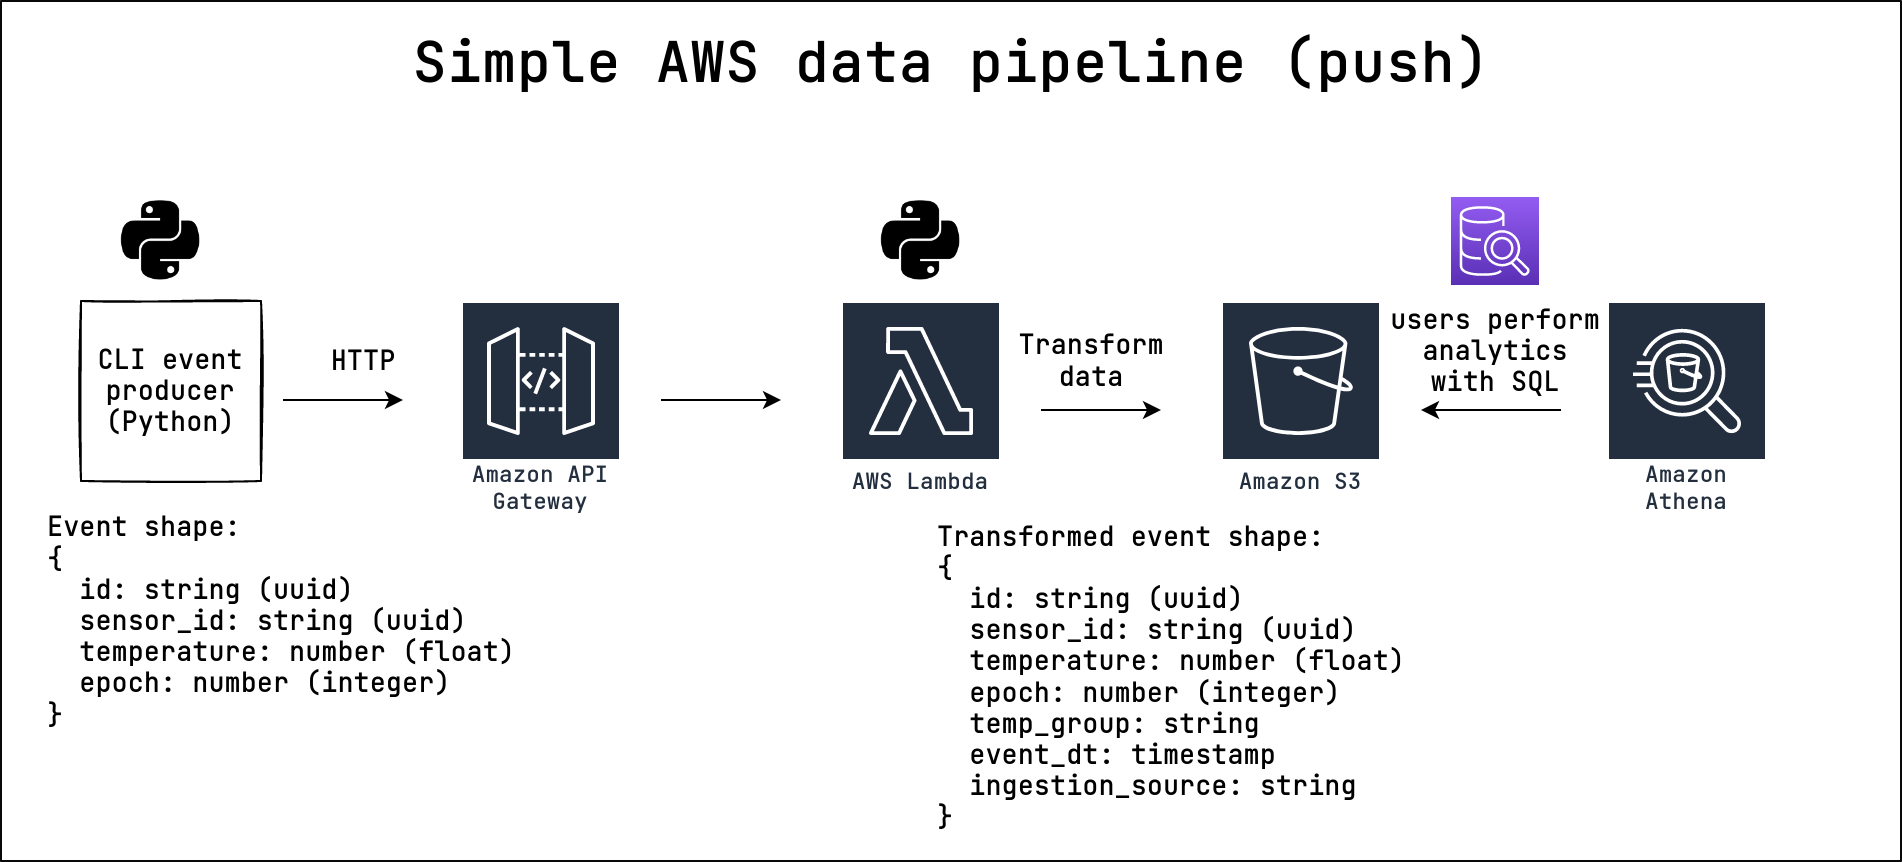 Simple AWS data pipeline (push)
CLI event
producer
(Python)
HTTP
Amazon API
Gateway
AWS Lambda
Transform
data
Amazon S3
users perform
analytics
with SQL
Amazon
Athena
Event shape:
{
  id: string (uuid)
  sensor_id: string (uuid)
  temperature: number (float)
  epoch: number (integer)
}
Transformed event shape:
{
  id: string (uuid)
  sensor_id: string (uuid)
  temperature: number (float)
  epoch: number (integer)
  temp_group: string
  event_dt: timestamp
  ingestion_source: string
}